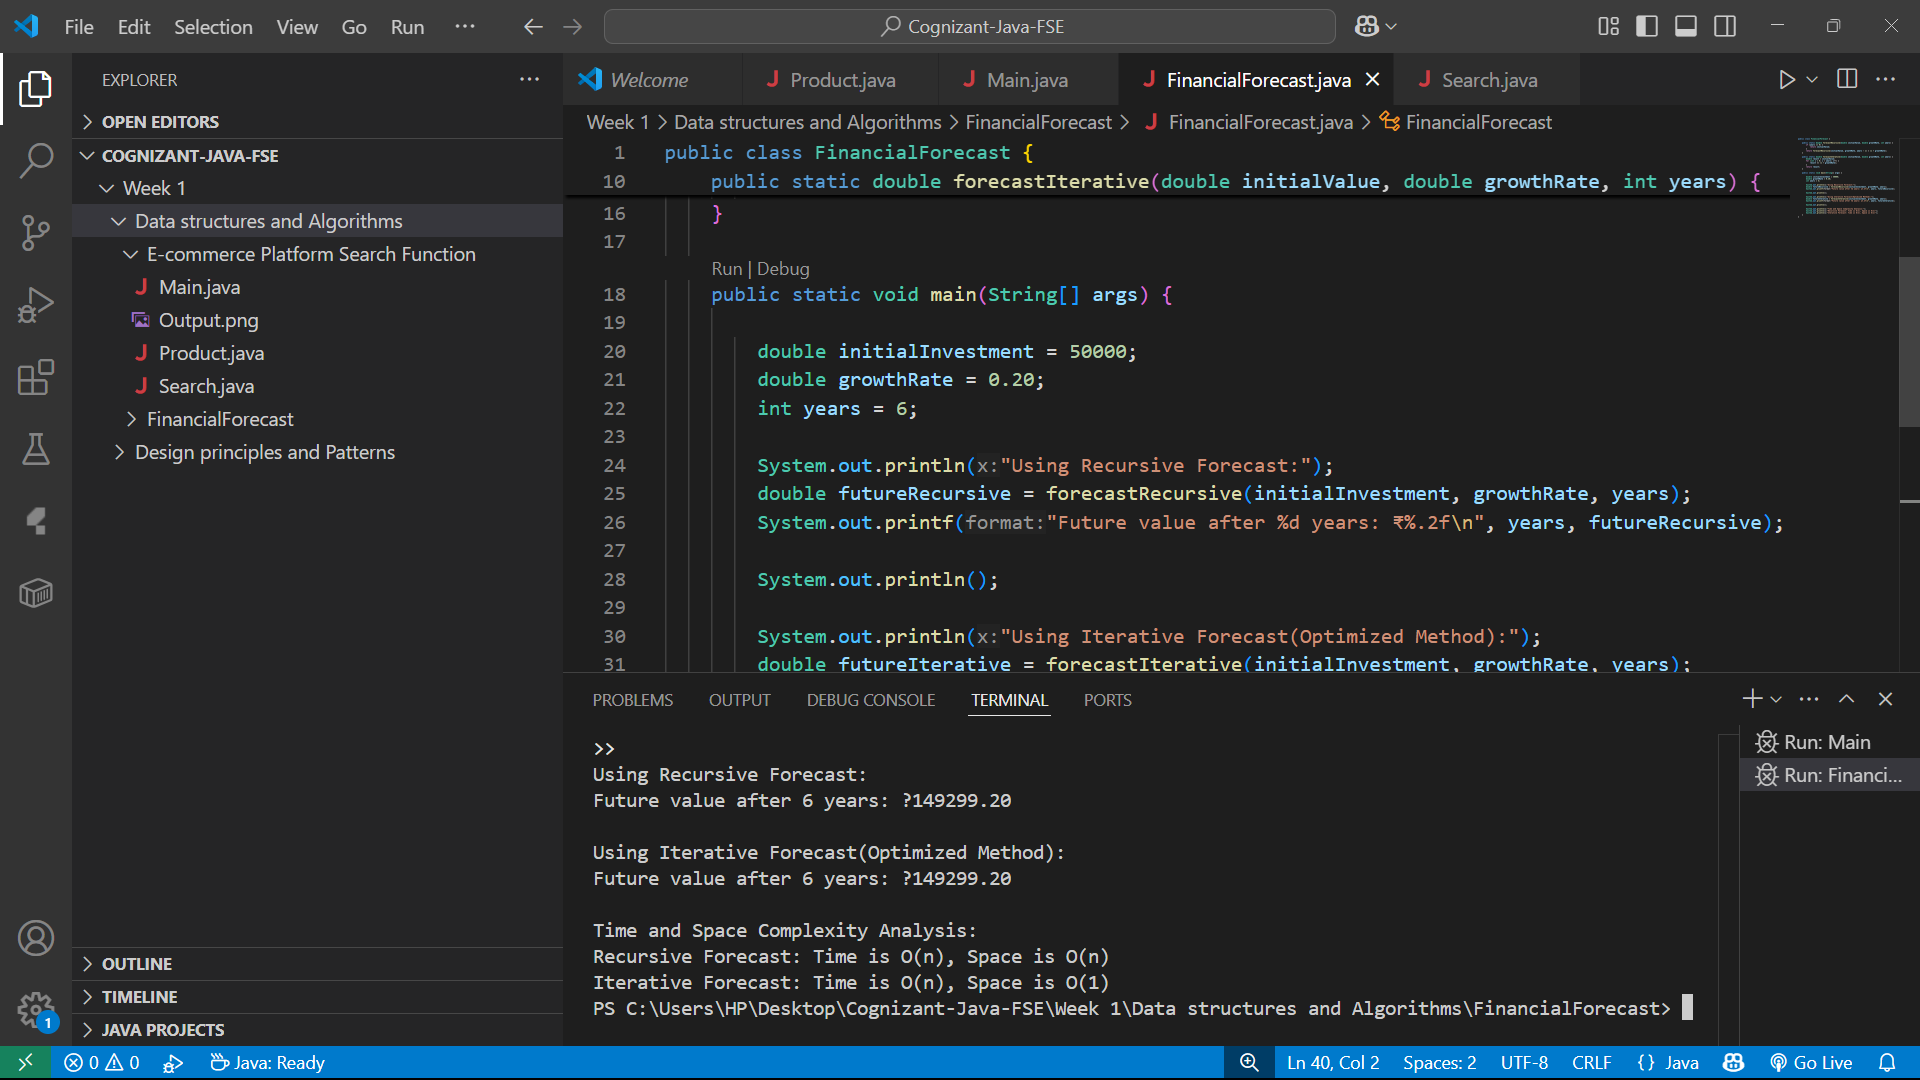 File Edit Selection View Go Run ··· Cognizant-Java-FSE
EXPLORER
OPEN EDITORS
COGNIZANT-JAVA-FSE
Week 1
Data structures and Algorithms
E-commerce Platform Search Function
Main.java
Output.png
Product.java
Search.java
FinancialForecast
Design principles and Patterns
OUTLINE
TIMELINE
JAVA PROJECTS
Welcome Product.java Main.java FinancialForecast.java Search.java
Week 1 > Data structures and Algorithms > FinancialForecast > FinancialForecast.java > FinancialForecast
1 public class FinancialForecast {
10 public static double forecastIterative(double initialValue, double growthRate, int years) {
16 }
17
Run | Debug
18 public static void main(String[] args) {
19
20 double initialInvestment = 50000;
21 double growthRate = 0.20;
22 int years = 6;
23
24 System.out.println(x:"Using Recursive Forecast:");
25 double futureRecursive = forecastRecursive(initialInvestment, growthRate, years);
26 System.out.printf(format:"Future value after %d years: ₹%.2f\n", years, futureRecursive);
27
28 System.out.println();
29
30 System.out.println(x:"Using Iterative Forecast(Optimized Method):");
31 double futureIterative = forecastIterative(initialInvestment, growthRate, years);
PROBLEMS OUTPUT DEBUG CONSOLE TERMINAL PORTS
>>
Using Recursive Forecast:
Future value after 6 years: ?149299.20
Using Iterative Forecast(Optimized Method):
Future value after 6 years: ?149299.20
Time and Space Complexity Analysis:
Recursive Forecast: Time is O(n), Space is O(n)
Iterative Forecast: Time is O(n), Space is O(1)
PS C:\Users\HP\Desktop\Cognizant-Java-FSE\Week 1\Data structures and Algorithms\FinancialForecast>
Run: Main
Run: Financi...
1
0 0 Java: Ready Ln 40, Col 2 Spaces: 2 UTF-8 CRLF {} Java Go Live